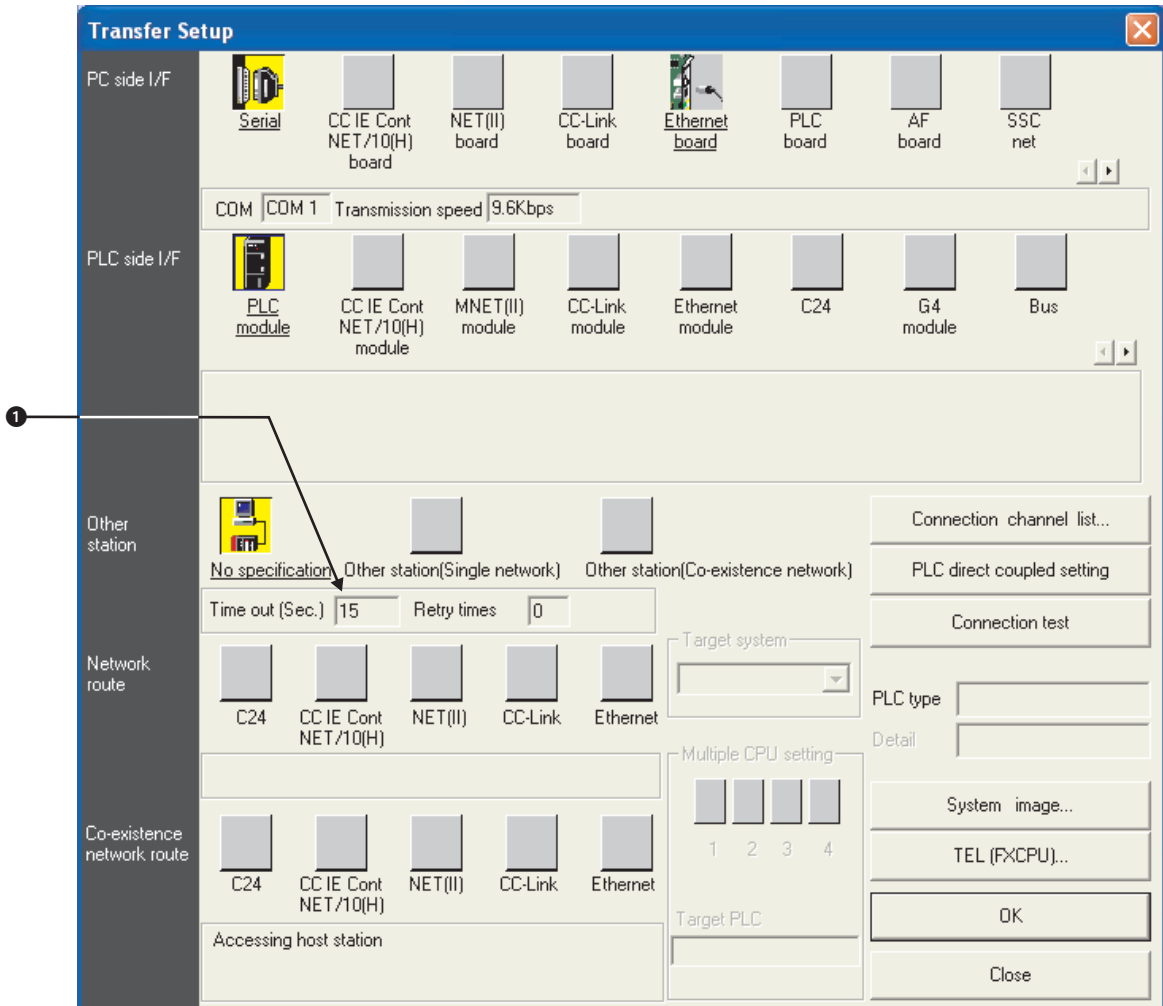 Transfer Setup
PC side I/F
Serial
CC IE Cont
NET/10(H)
board
NET(II)
board
CC-Link
board
Ethernet
board
PLC
board
AF
board
SSC
net
COM COM 1 Transmission speed 9.6Kbps
PLC side I/F
PLC
module
CC IE Cont
NET/10(H)
module
MNET(II)
module
CC-Link
module
Ethernet
module
C24
G4
module
Bus
1
Other
station
No specification
Other station(Single network)
Other station(Co-existence network)
Time out (Sec.) 15 Retry times 0
Connection channel list...
PLC direct coupled setting
Connection test
Network
route
C24
CC IE Cont
NET/10(H)
NET(II)
CC-Link
Ethernet
Target system
PLC type
Detail
Multiple CPU setting
1 2 3 4
Target PLC
System image...
TEL (FXCPU)...
OK
Close
Co-existence
network route
C24
CC IE Cont
NET/10(H)
NET(II)
CC-Link
Ethernet
Accessing host station